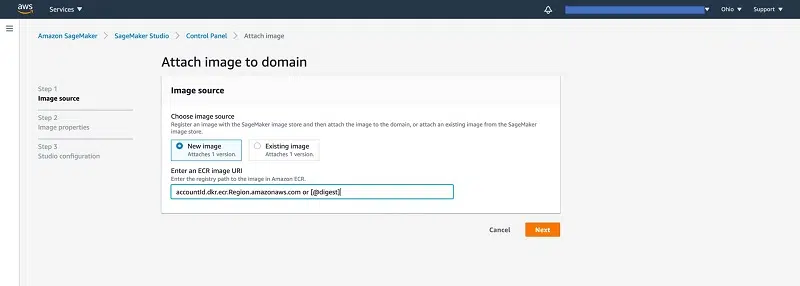 aws Services Ohio Support
Amazon SageMaker > SageMaker Studio > Control Panel > Attach image
Attach image to domain
Step 1
Image source
Step 2
Image properties
Step 3
Studio configuration
Image source
Choose image source
Register an image with the SageMaker image store and then attach the image to the domain, or attach an existing image from the SageMaker
image store.
New image
Attaches 1 version.
Existing image
Attaches 1 version.
Enter an ECR image URI
Enter the registry path to the image in Amazon ECR.
accountId.dkr.ecr.Region.amazonaws.com or [@digest]
Cancel Next